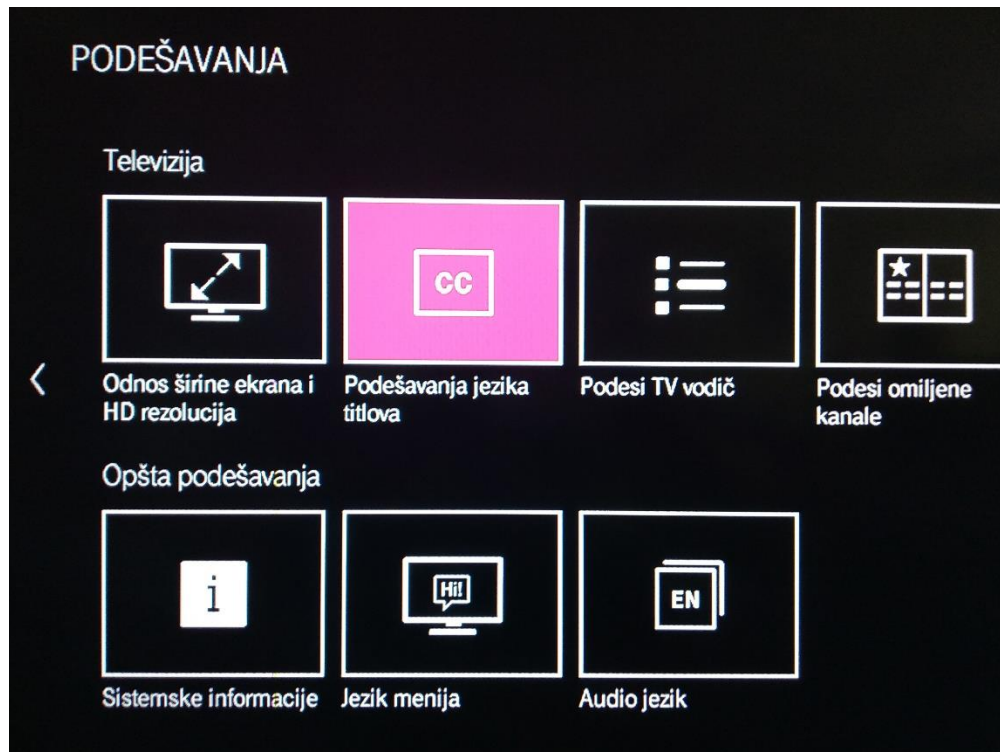 PODEŠAVANJA
Televizija
CC
Odnos širine ekrana i
HD rezolucija
Podešavanja jezika
titlova
Podesi TV vodič
Podesi omiljene
kanale
Opšta podešavanja
i
Hi!
EN
Sistemske informacije
Jezik menija
Audio jezik